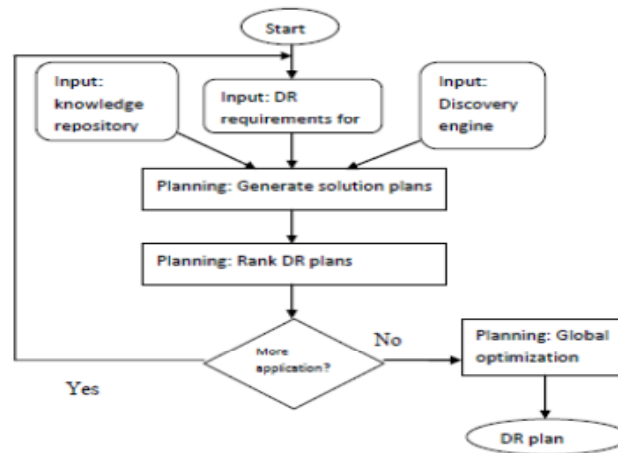 Start
Input:
knowledge
repository
Input: DR
requirements for
Input:
Discovery
engine
Planning: Generate solution plans
Planning: Rank DR plans
More
application?
No
Yes
Planning: Global
optimization
DR plan